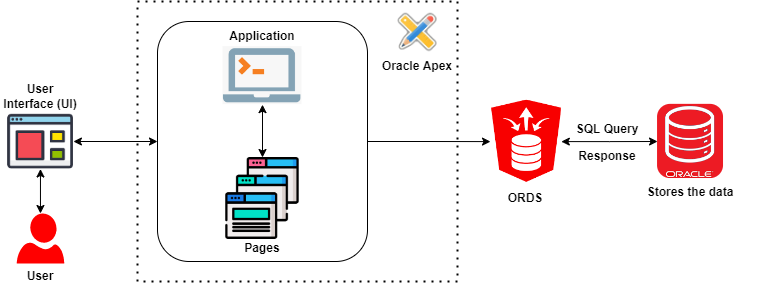 Application
Oracle Apex
User
Interface (UI)
SQL Query
Response
ORACLE
ORDS
Stores the data
Pages
User